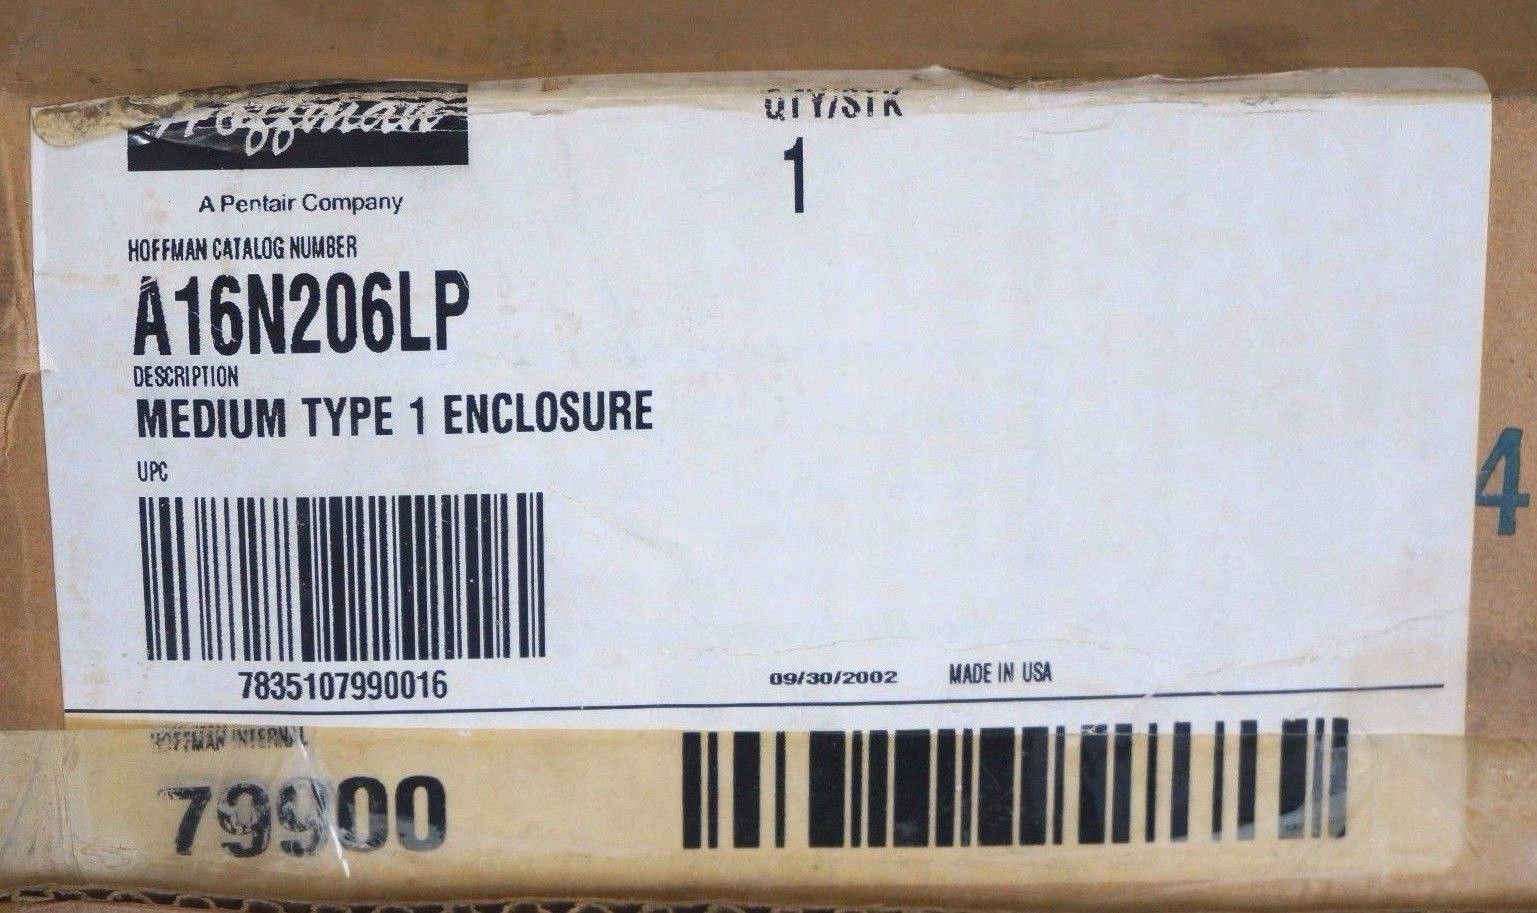 Hoffman
QTY/STK
1
A Pentair Company
HOFFMAN CATALOG NUMBER
A16N206LP
DESCRIPTION
MEDIUM TYPE 1 ENCLOSURE
UPC
7835107990016
09/30/2002 MADE IN USA
HOFFMAN INTERNAL
79900
4